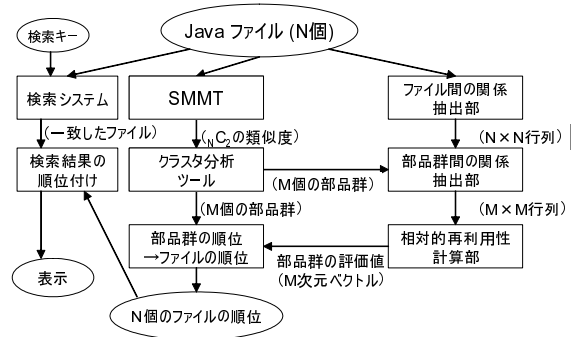 検索キー
Java ファイル (N個)
検索システム
SMMT
ファイル間の関係
抽出部
(一致したファイル)
(NC2の類似度)
(N×N行列)
検索結果の
順位付け
クラスタ分析
ツール
部品群間の関係
抽出部
(M個の部品群)
(M個の部品群)
(M×M行列)
部品群の順位
→ファイルの順位
相対的再利用性
計算部
部品群の評価値
(M次元ベクトル)
表示
N個のファイルの順位